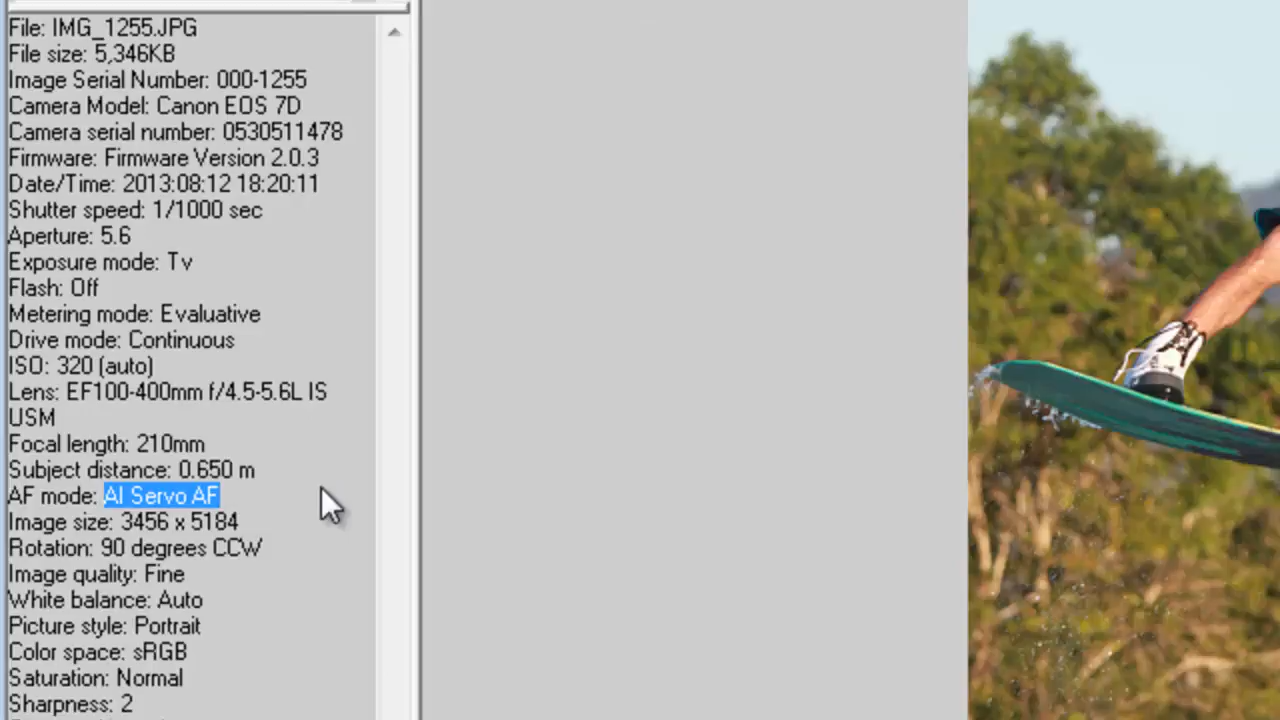 File: IMG_1255.JPG
File size: 5,346KB
Image Serial Number: 000-1255
Camera Model: Canon EOS 7D
Camera serial number: 0530511478
Firmware: Firmware Version 2.0.3
Date/Time: 2013:08:12 18:20:11
Shutter speed: 1/1000 sec
Aperture: 5.6
Exposure mode: Tv
Flash: Off
Metering mode: Evaluative
Drive mode: Continuous
ISO: 320 (auto)
Lens: EF100-400mm f/4.5-5.6L IS
USM
Focal length: 210mm
Subject distance: 0.650 m
AF mode: AI Servo AF
Image size: 3456 x 5184
Rotation: 90 degrees CCW
Image quality: Fine
White balance: Auto
Picture style: Portrait
Color space: sRGB
Saturation: Normal
Sharpness: 2